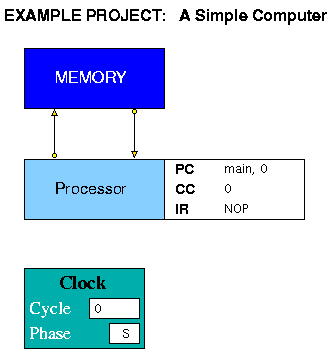 EXAMPLE PROJECT: A Simple Computer
MEMORY
Processor
PC main, 0
CC 0
IR NOP
Clock
Cycle 0
Phase S